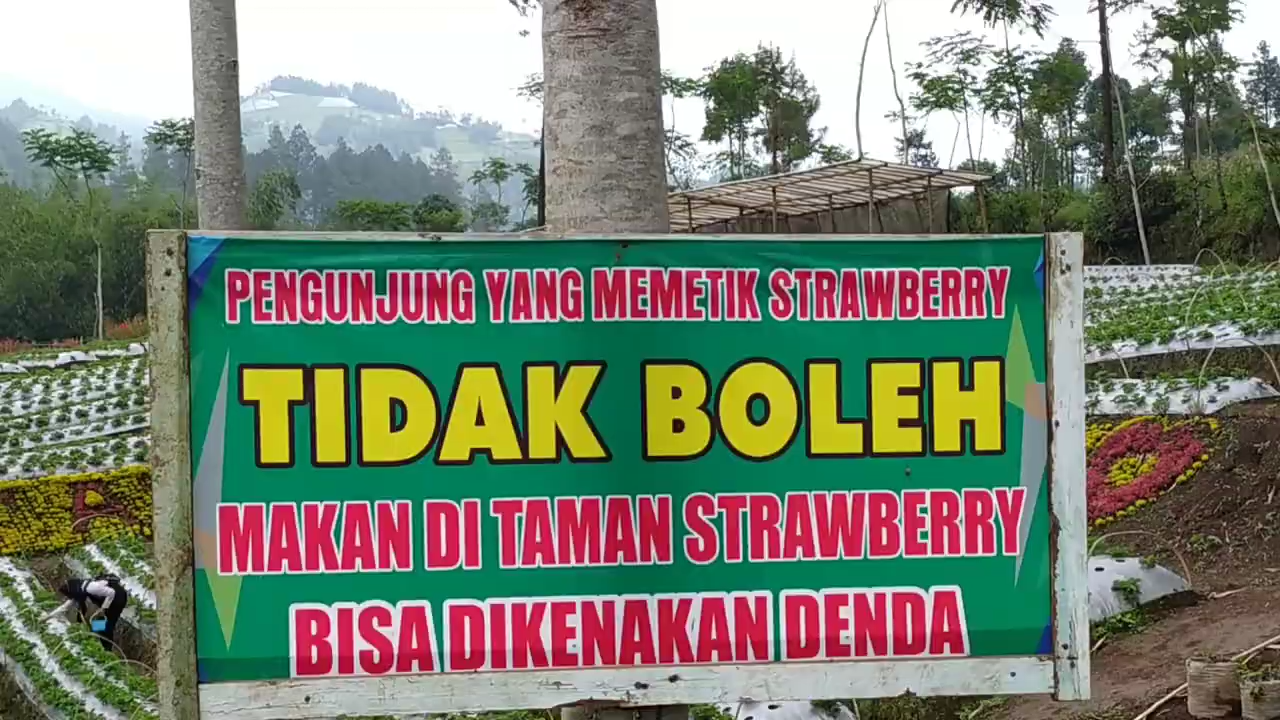 PENGUNJUNG YANG MEMETIK STRAWBERRY
TIDAK BOLEH
MAKAN DI TAMAN STRAWBERRY
BISA DIKENAKAN DENDA